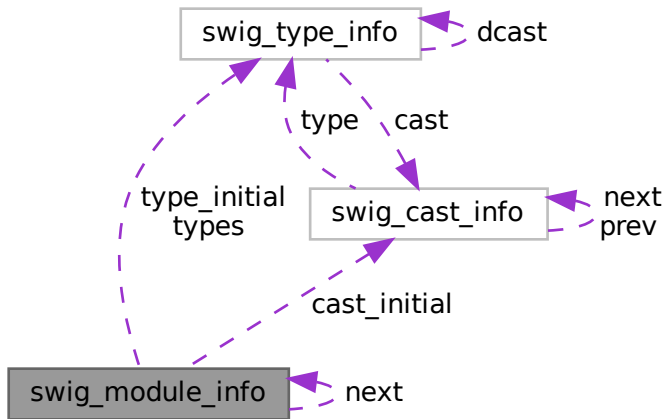 swig_type_info
dcast
type
cast
type_initial
types
swig_cast_info
next
prev
cast_initial
swig_module_info
next